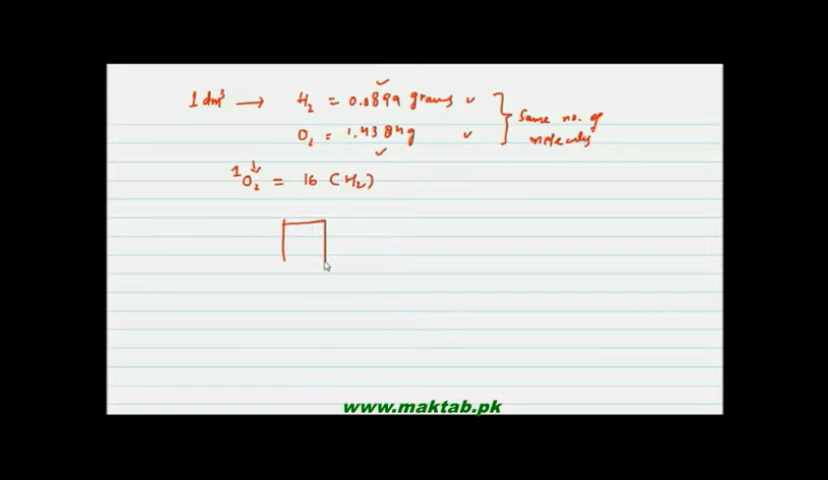 1 dm³ → H₂ = 0.0899 grams
O₂ = 1.4384g
Same no. of
molecules
1 O₂ = 16 (H₂)
www.maktab.pk